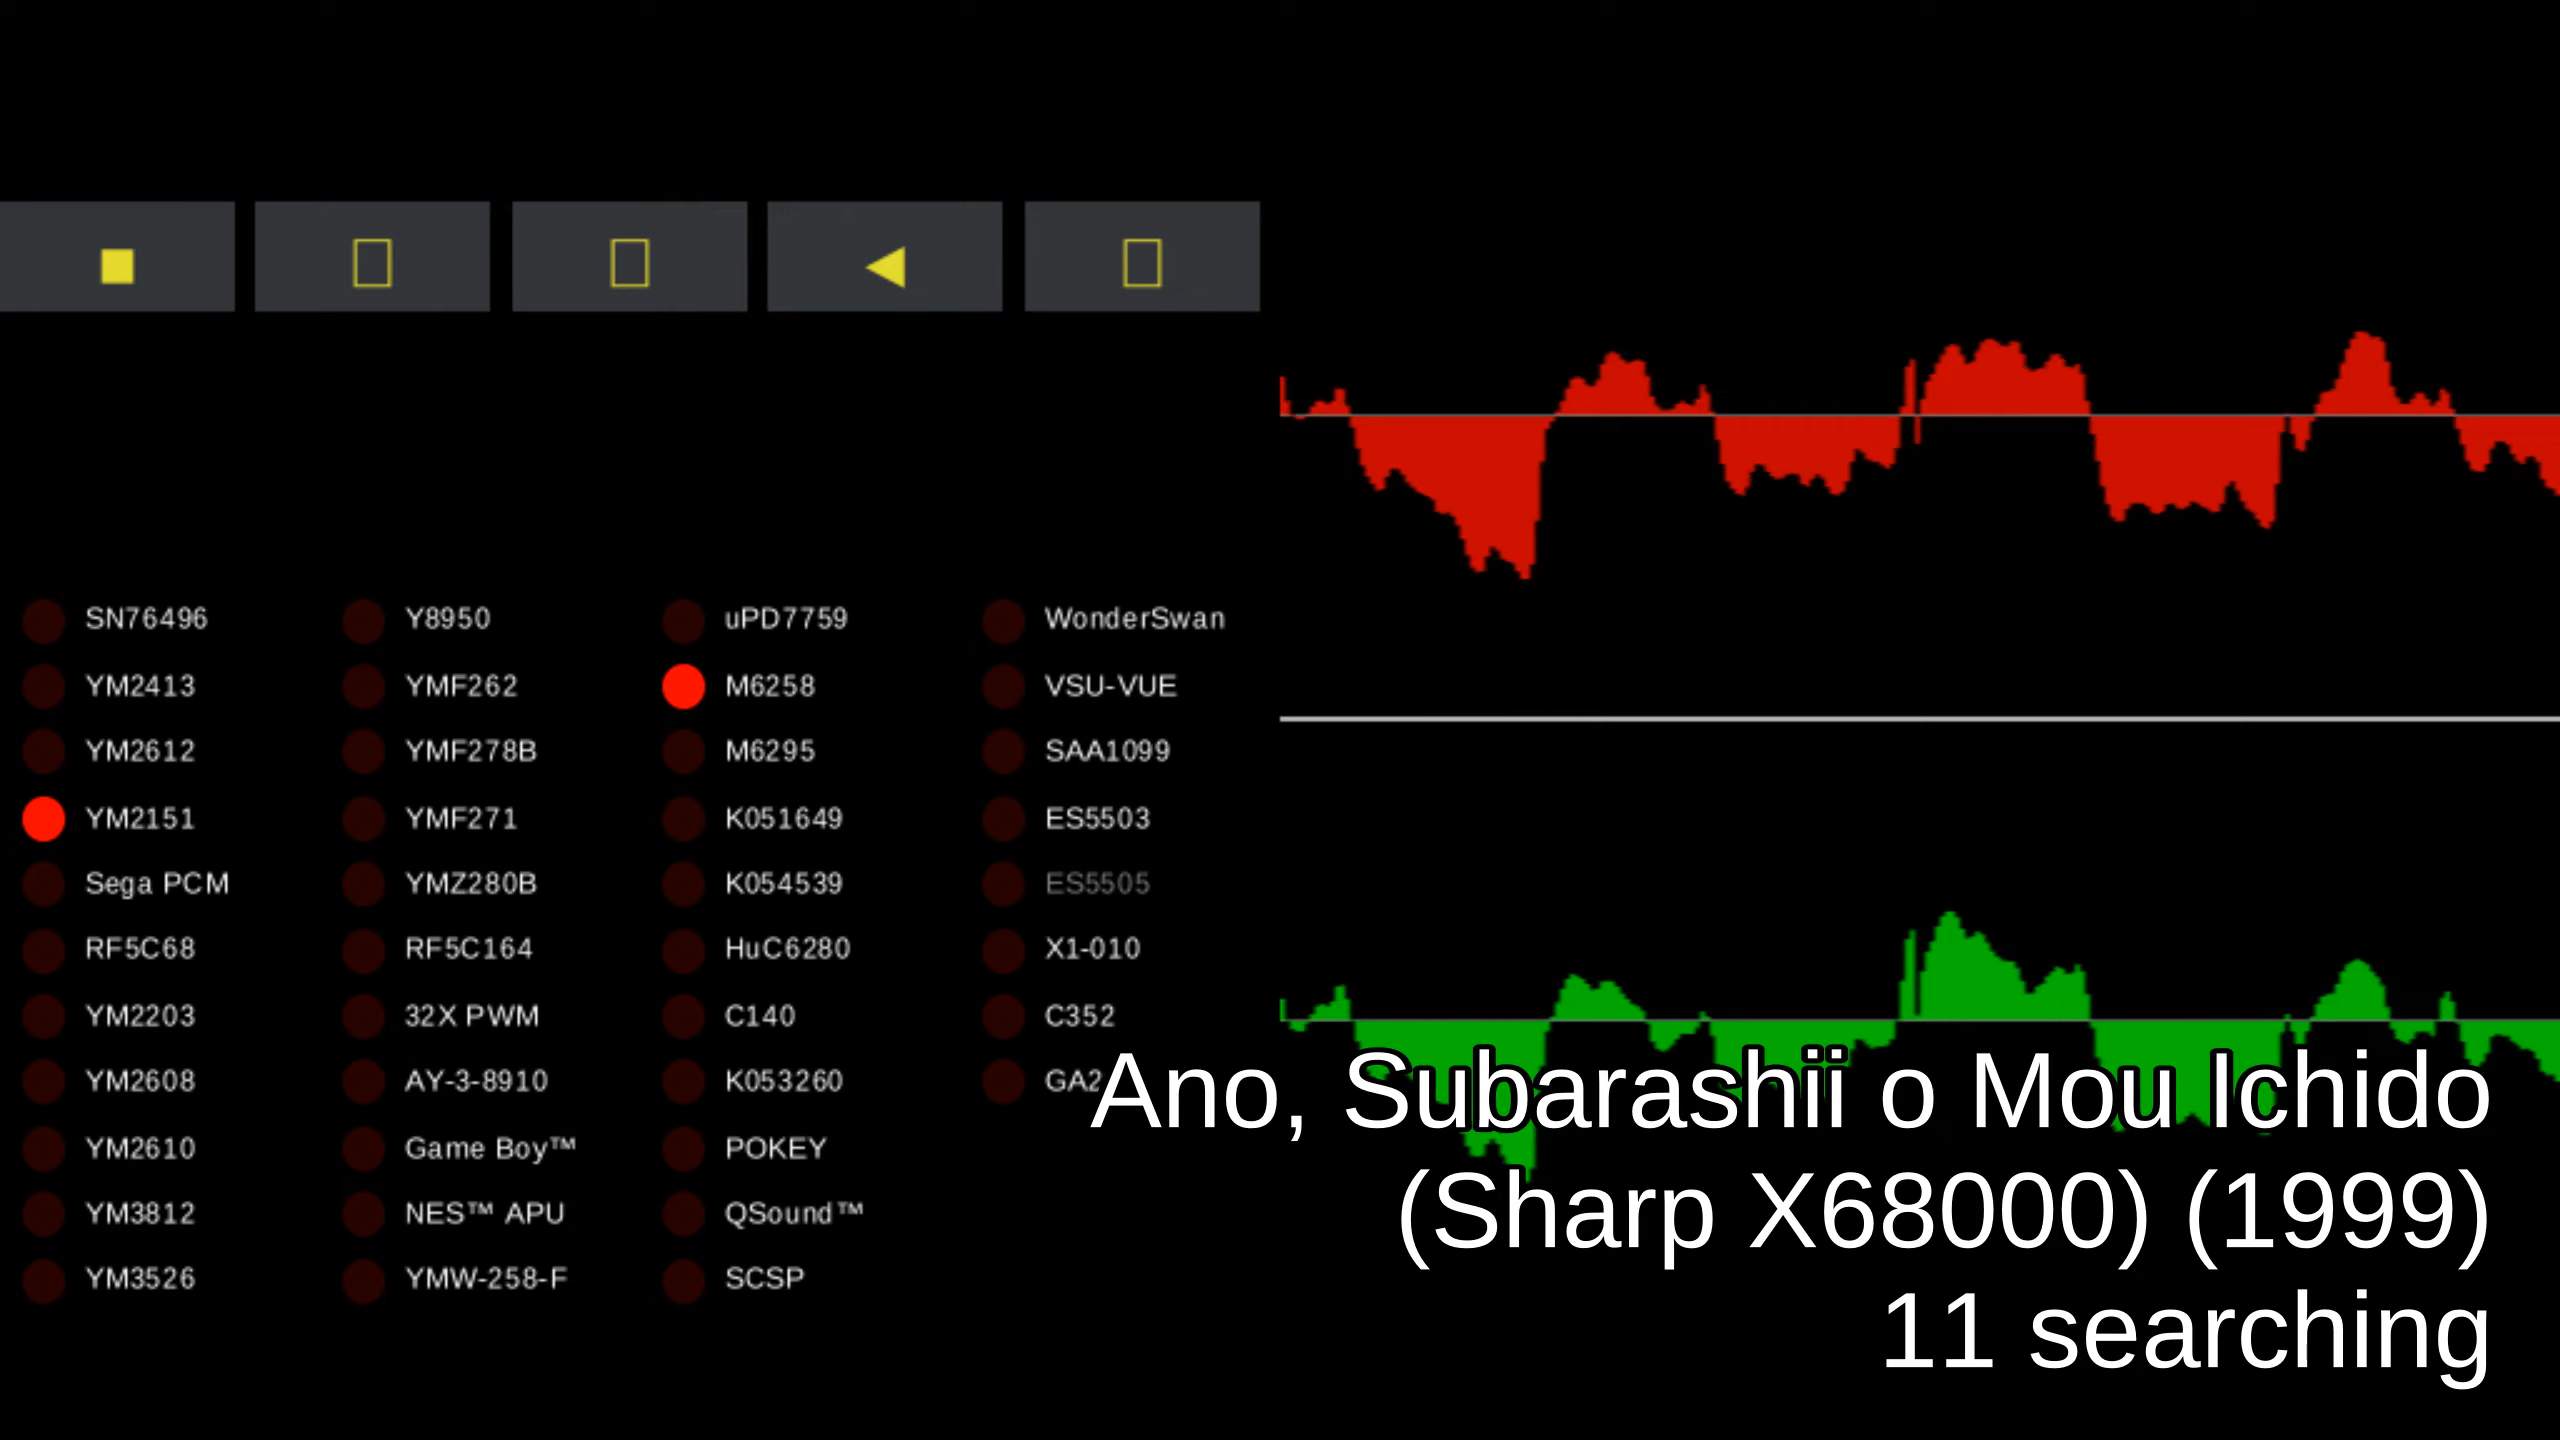 SN76496
YM2413
YM2612
YM2151
Sega PCM
RF5C68
YM2203
YM2608
YM2610
YM3812
YM3526
Y8950
YMF262
YMF278B
YMF271
YMZ280B
RF5C164
32X PWM
AY-3-8910
Game Boy™
NES™ APU
YMW-258-F
uPD7759
M6258
M6295
K051649
K054539
HuC6280
C140
K053260
POKEY
QSound™
SCSP
WonderSwan
VSU-VUE
SAA1099
ES5503
ES5505
X1-010
C352
Ano, Subarashii o Mou Ichido
(Sharp X68000) (1999)
11 searching